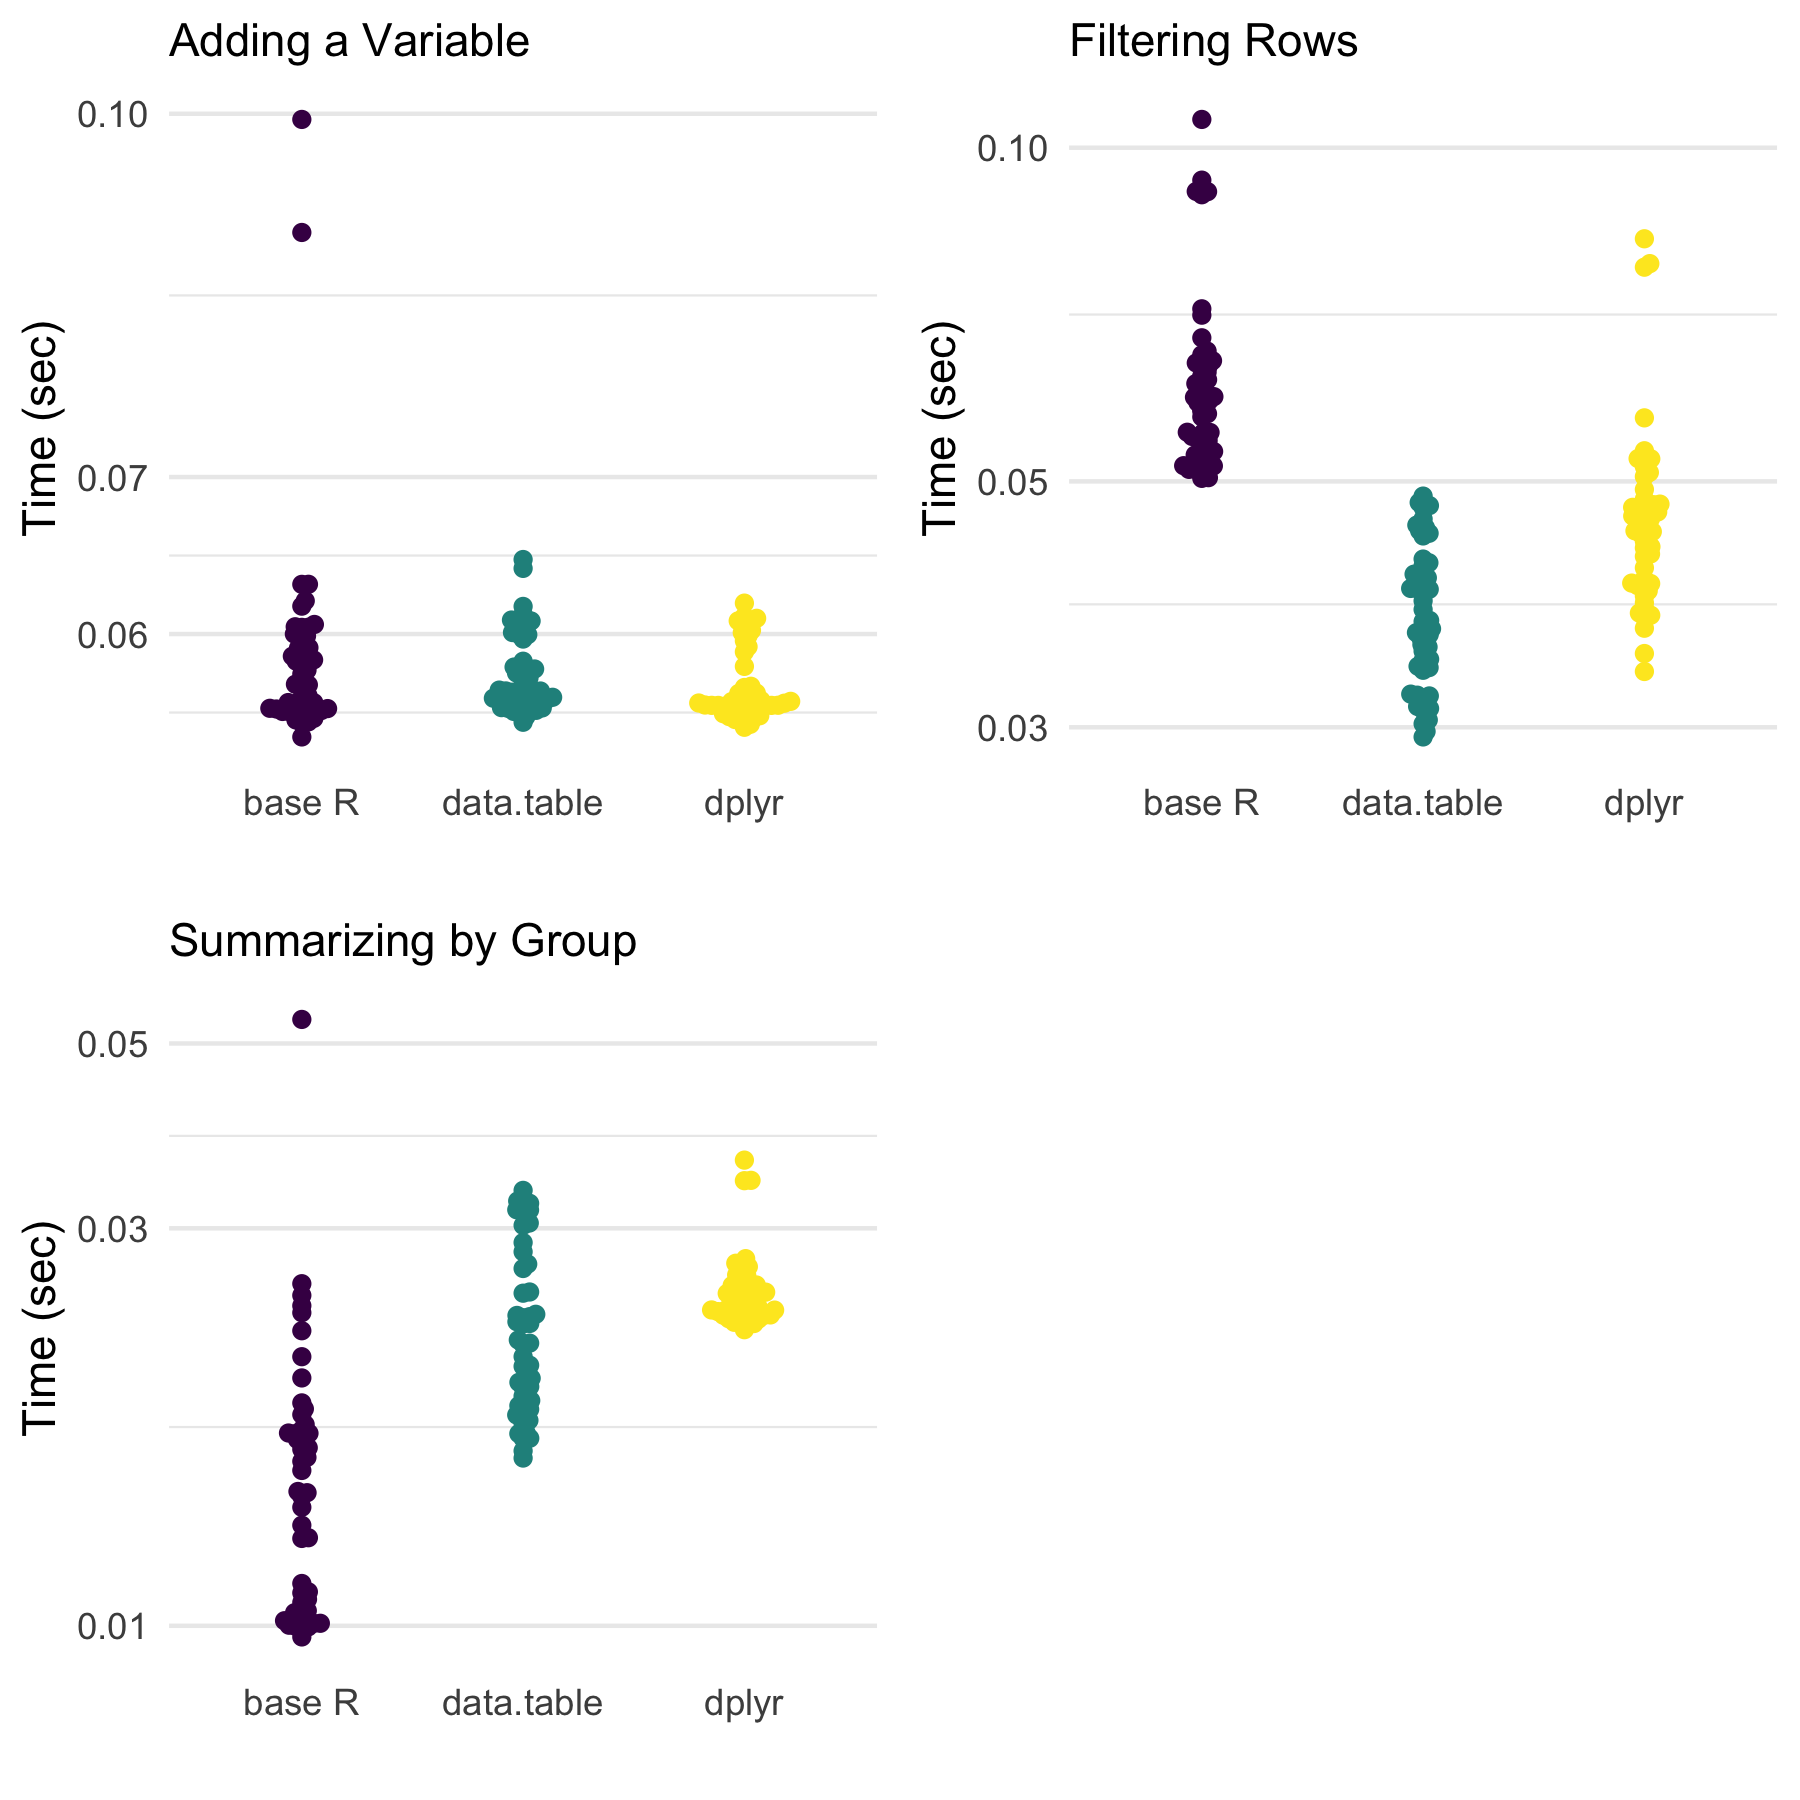 Adding a Variable
Time (sec)
0.10
0.07
0.06
base R
data.table
dplyr
Filtering Rows
Time (sec)
0.10
0.05
0.03
base R
data.table
dplyr
Summarizing by Group
Time (sec)
0.05
0.03
0.01
base R
data.table
dplyr